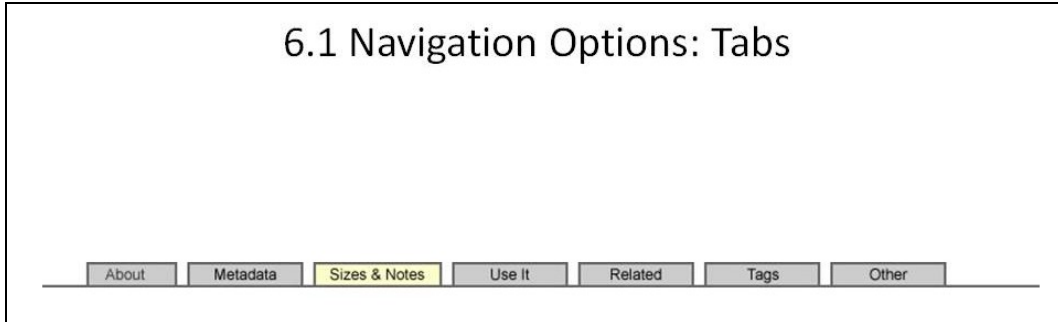 6.1 Navigation Options: Tabs
About Metadata Sizes & Notes Use It Related Tags Other